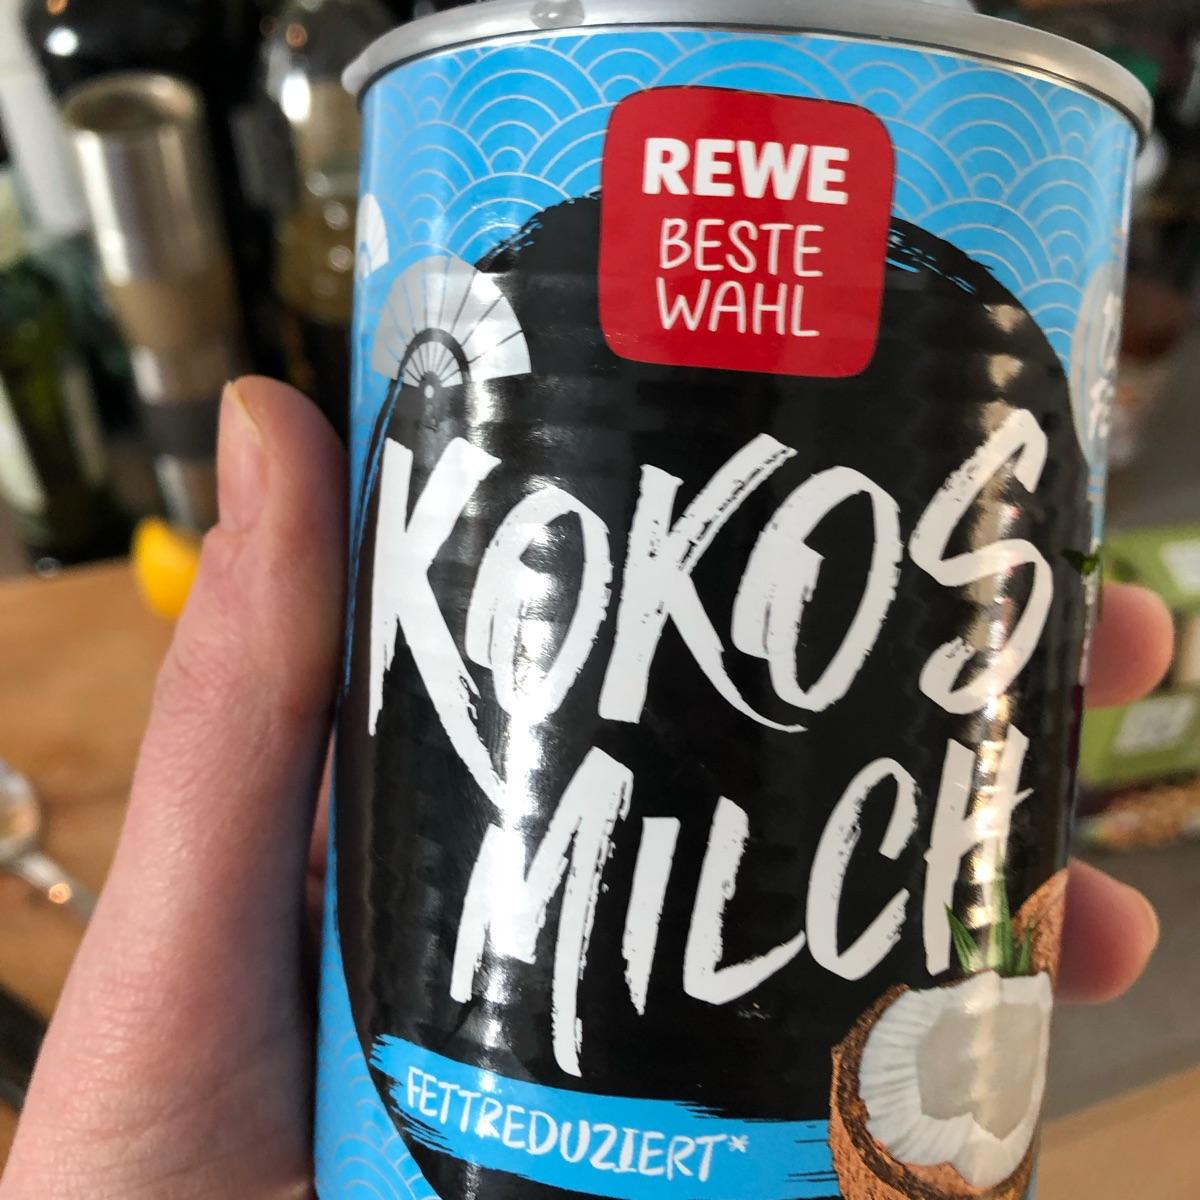 REWE
BESTE
WAHL
KOKOS
MILCH
FETTREDUZIERT*